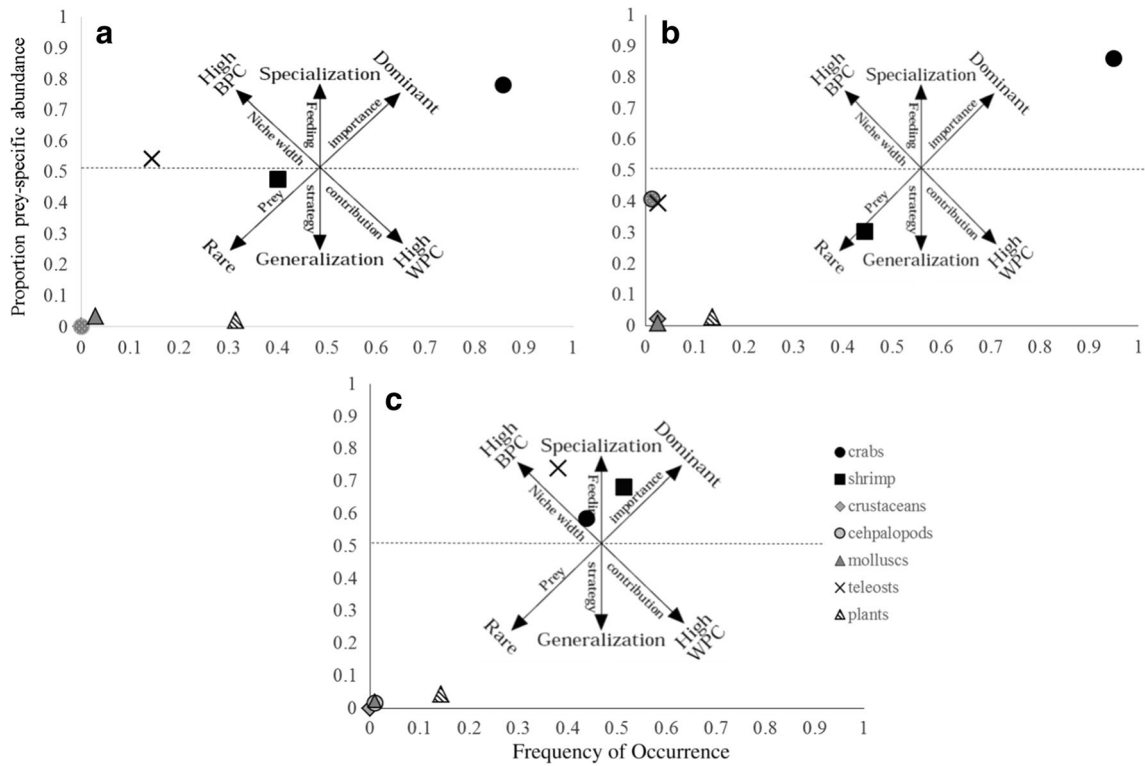 a
Proportion prey-specific abundance
1
0.9
0.8
0.7
0.6
0.5
0.4
0.3
0.2
0.1
0
0 0.1 0.2 0.3 0.4 0.5 0.6 0.7 0.8 0.9 1
High BPC
Specialization
Dominant
Niche width
Feeding
importance
Prey
strategy
contribution
Rare
Generalization
High WPC
b
1
0.9
0.8
0.7
0.6
0.5
0.4
0.3
0.2
0.1
0
0 0.1 0.2 0.3 0.4 0.5 0.6 0.7 0.8 0.9 1
High BPC
Specialization
Dominant
Niche width
Feeding
importance
Prey
strategy
contribution
Rare
Generalization
High WPC
c
1
0.9
0.8
0.7
0.6
0.5
0.4
0.3
0.2
0.1
0
0 0.1 0.2 0.3 0.4 0.5 0.6 0.7 0.8 0.9 1
High BPC
Specialization
Dominant
Niche width
Feeding
importance
Prey
strategy
contribution
Rare
Generalization
High WPC
Frequency of Occurrence
crabs
shrimp
crustaceans
cehpalopods
molluscs
teleosts
plants